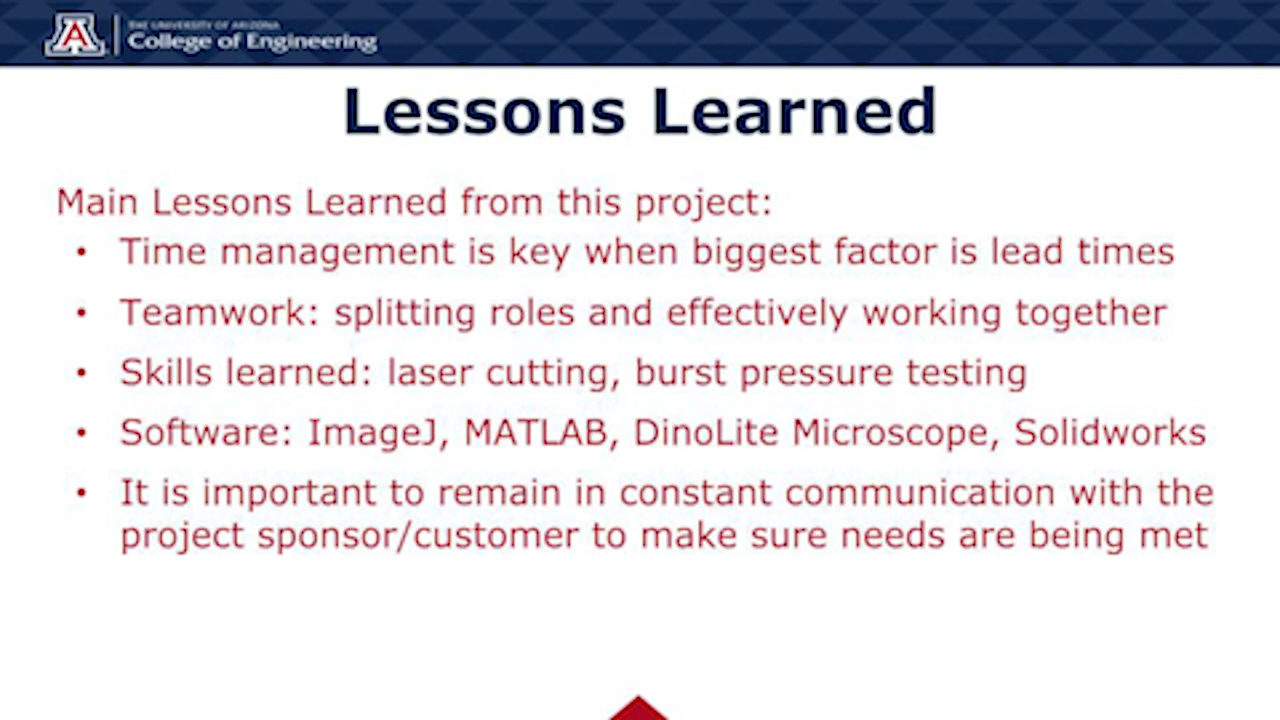 THE UNIVERSITY OF ARIZONA
College of Engineering
Lessons Learned
Main Lessons Learned from this project:
• Time management is key when biggest factor is lead times
• Teamwork: splitting roles and effectively working together
• Skills learned: laser cutting, burst pressure testing
• Software: ImageJ, MATLAB, DinoLite Microscope, Solidworks
• It is important to remain in constant communication with the
project sponsor/customer to make sure needs are being met